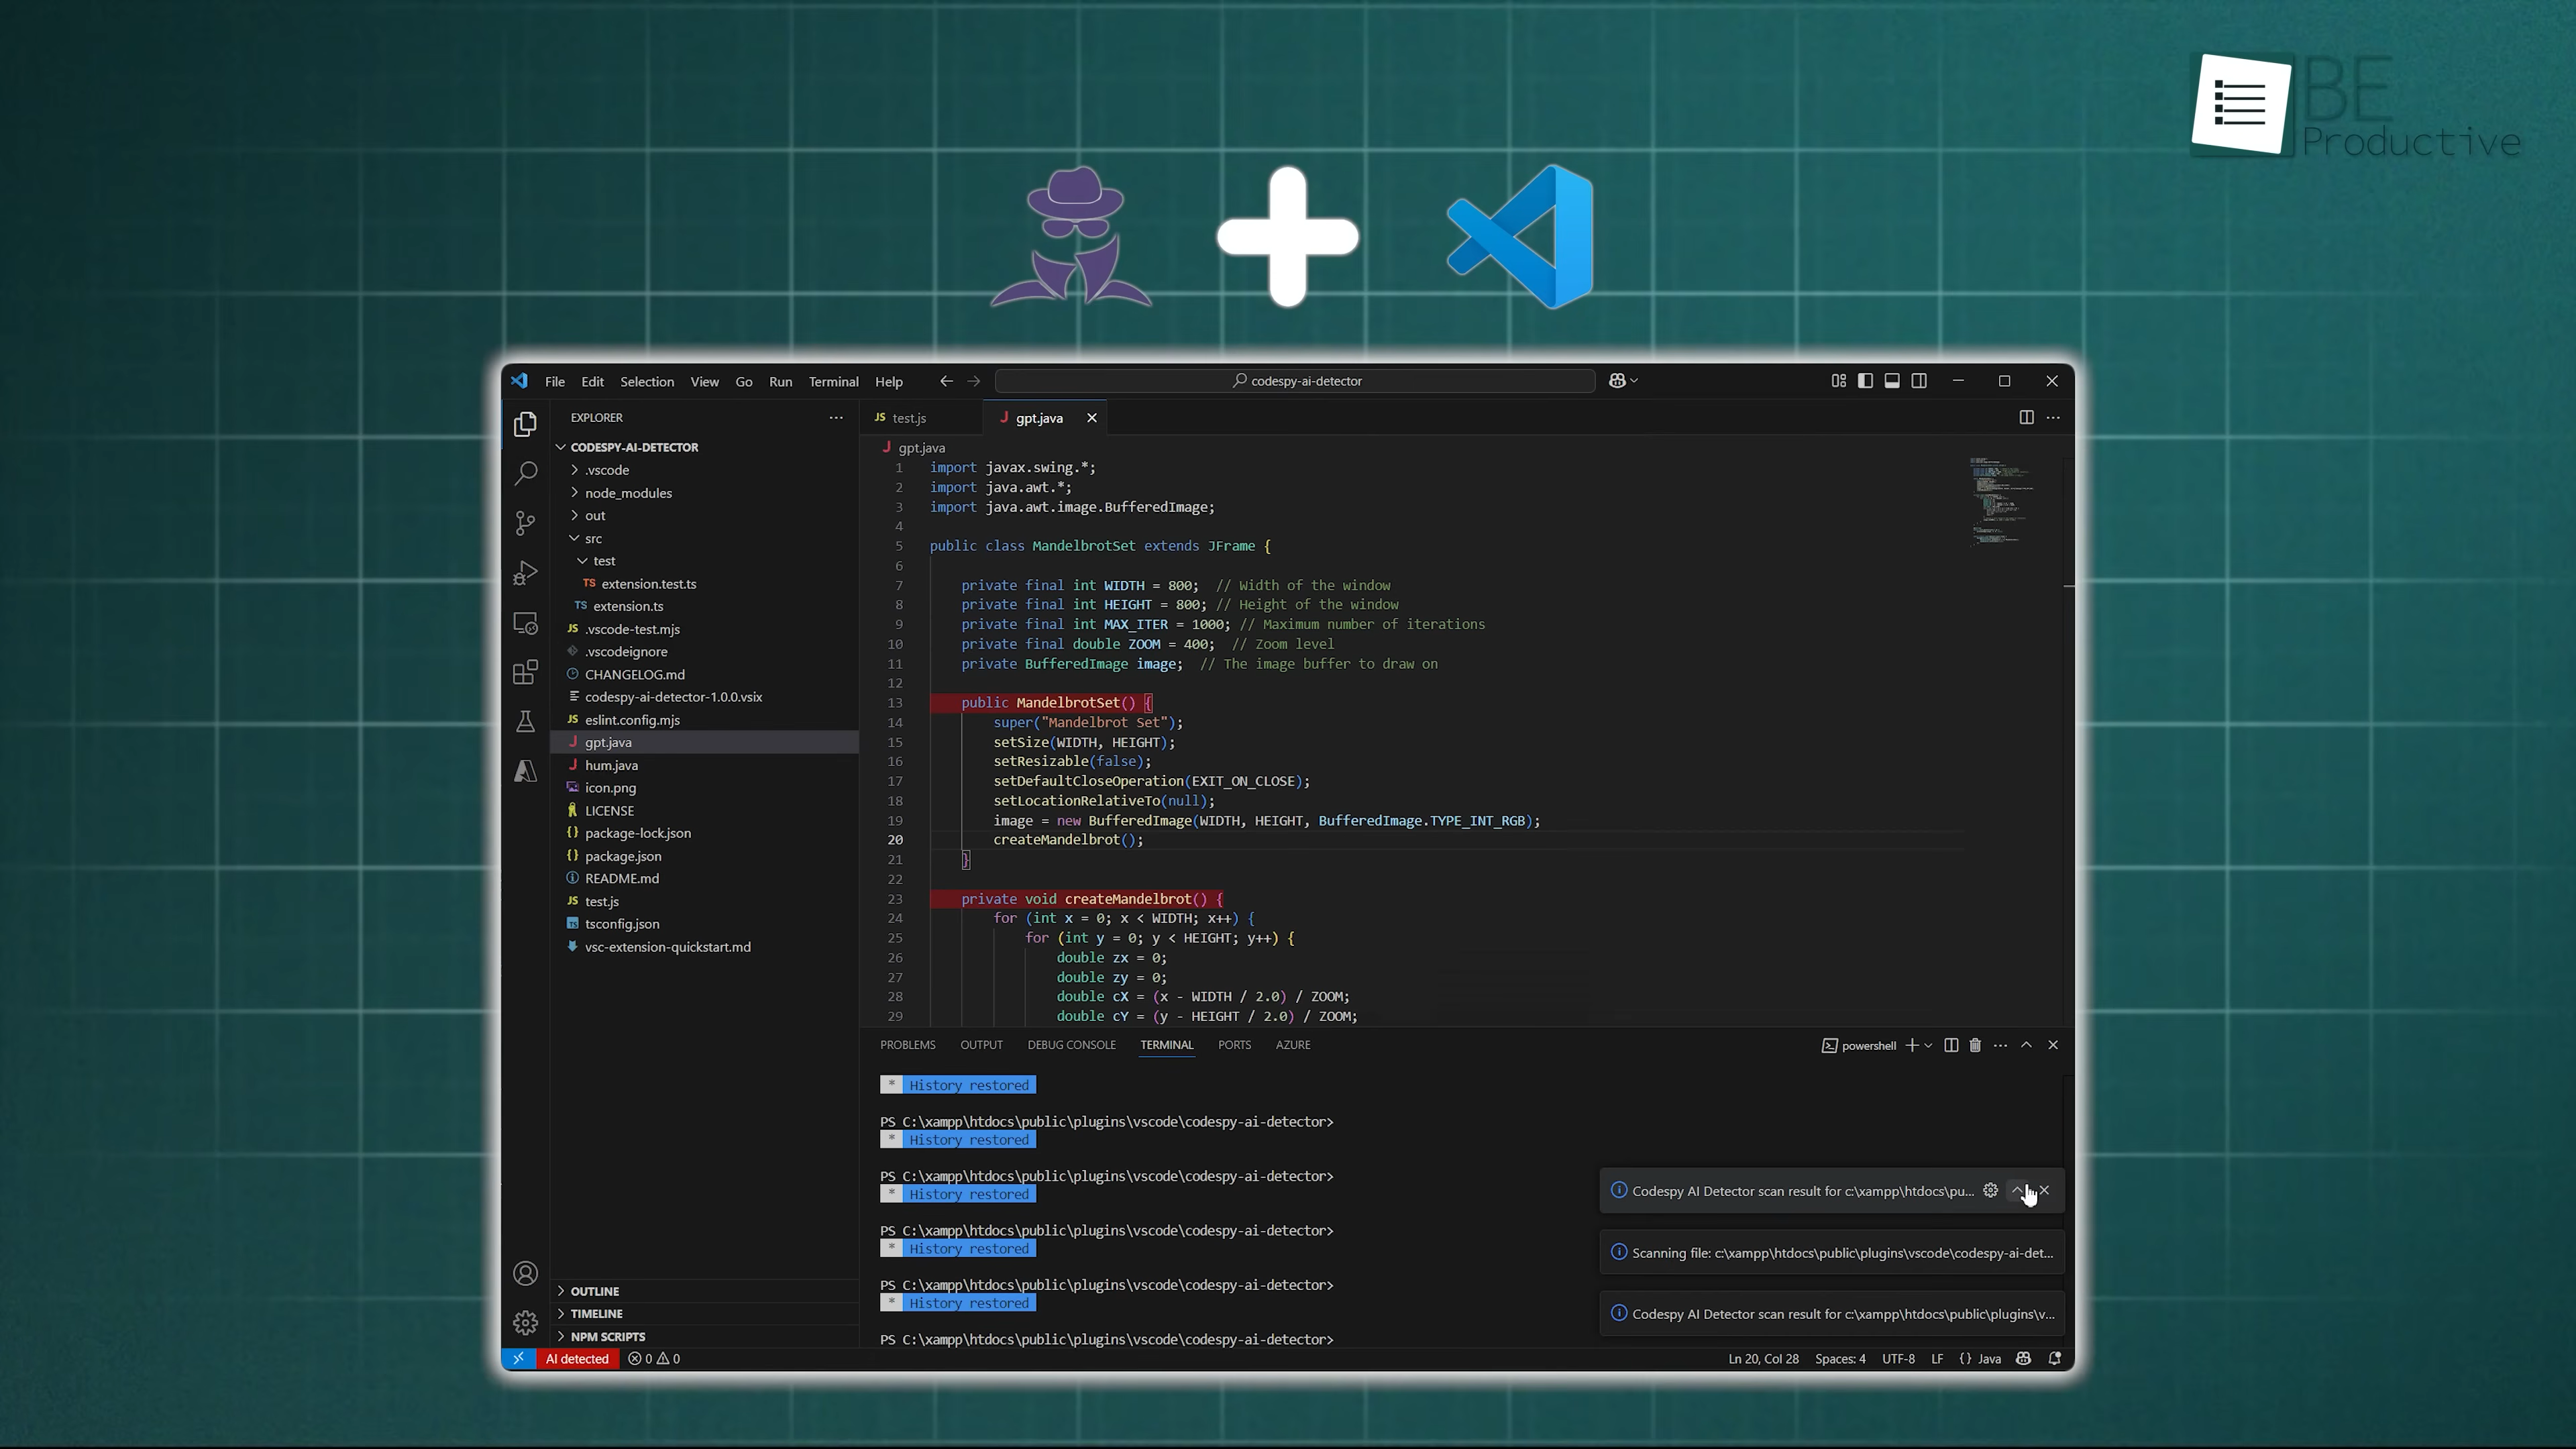 BE
Productive
File Edit Selection View Go Run Terminal Help
codespy-ai-detector
EXPLORER
CODESPY-AI-DETECTOR
.vscode
node_modules
out
src
test
TS extension.test.ts
TS extension.ts
JS .vscode-test.mjs
.vscodeignore
CHANGELOG.md
codespy-ai-detector-1.0.0.vsix
JS eslint.config.mjs
J gpt.java
J hum.java
icon.png
LICENSE
{} package-lock.json
{} package.json
README.md
JS test.js
TS tsconfig.json
vsc-extension-quickstart.md
OUTLINE
TIMELINE
NPM SCRIPTS
JS test.js J gpt.java
J gpt.java
1 import javax.swing.*;
2 import java.awt.*;
3 import java.awt.image.BufferedImage;
4
5 public class MandelbrotSet extends JFrame {
6
7 private final int WIDTH = 800; // Width of the window
8 private final int HEIGHT = 800; // Height of the window
9 private final int MAX_ITER = 1000; // Maximum number of iterations
10 private final double ZOOM = 400; // Zoom level
11 private BufferedImage image; // The image buffer to draw on
12
13 public MandelbrotSet() {
14 super("Mandelbrot Set");
15 setSize(WIDTH, HEIGHT);
16 setResizable(false);
17 setDefaultCloseOperation(EXIT_ON_CLOSE);
18 setLocationRelativeTo(null);
19 image = new BufferedImage(WIDTH, HEIGHT, BufferedImage.TYPE_INT_RGB);
20 createMandelbrot();
21 }
22
23 private void createMandelbrot() {
24 for (int x = 0; x < WIDTH; x++) {
25 for (int y = 0; y < HEIGHT; y++) {
26 double zx = 0;
27 double zy = 0;
28 double cX = (x - WIDTH / 2.0) / ZOOM;
29 double cY = (y - HEIGHT / 2.0) / ZOOM;
PROBLEMS OUTPUT DEBUG CONSOLE TERMINAL PORTS AZURE
powershell
* History restored
PS C:\xampp\htdocs\public\plugins\vscode\codespy-ai-detector>
* History restored
PS C:\xampp\htdocs\public\plugins\vscode\codespy-ai-detector>
* History restored
PS C:\xampp\htdocs\public\plugins\vscode\codespy-ai-detector>
* History restored
PS C:\xampp\htdocs\public\plugins\vscode\codespy-ai-detector>
* History restored
PS C:\xampp\htdocs\public\plugins\vscode\codespy-ai-detector>
Codespy AI Detector scan result for c:\xampp\htdocs\pu...
Scanning file: c:\xampp\htdocs\public\plugins\vscode\codespy-ai-det...
Codespy AI Detector scan result for c:\xampp\htdocs\public\plugins\v...
AI detected 0 0
Ln 20, Col 28 Spaces: 4 UTF-8 LF {} Java